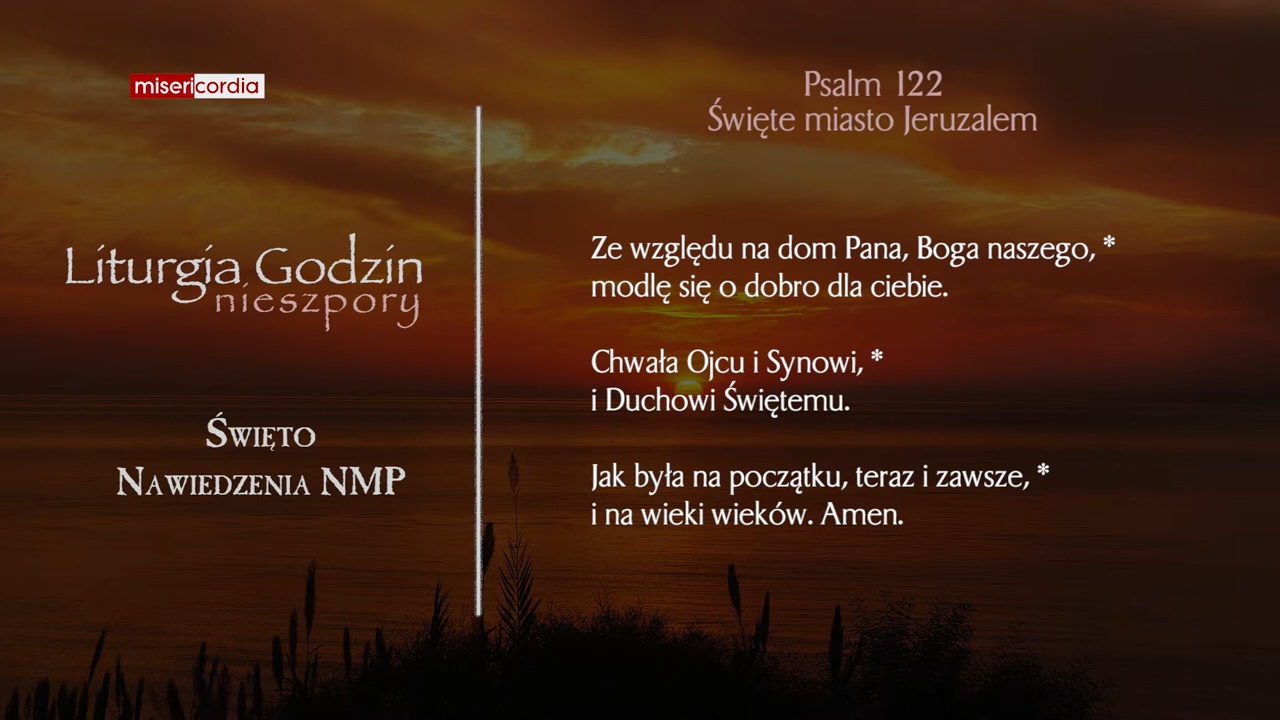 misericordia
Liturgia Godzin
nieszpory
Święto
Nawiedzenia NMP
Psalm 122
Święte miasto Jeruzalem
Ze względu na dom Pana, Boga naszego, *
modlę się o dobro dla ciebie.
Chwała Ojcu i Synowi, *
i Duchowi Świętemu.
Jak była na początku, teraz i zawsze, *
i na wieki wieków. Amen.